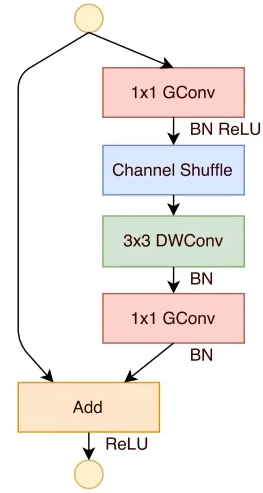 1x1 GConv
BN ReLU
Channel Shuffle
3x3 DWConv
BN
1x1 GConv
BN
Add
ReLU